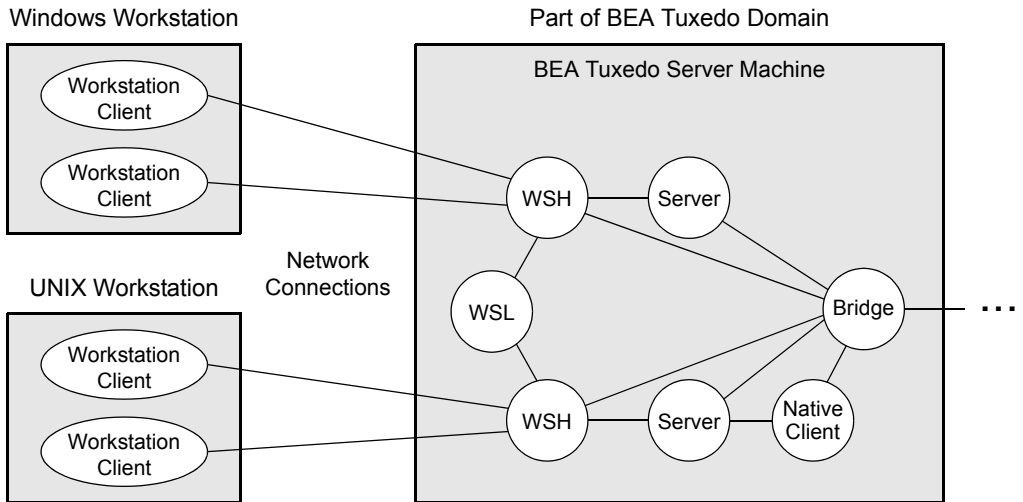 Windows Workstation
Part of BEA Tuxedo Domain
BEA Tuxedo Server Machine
Workstation
Client
Workstation
Client
WSH
Server
Network
Connections
UNIX Workstation
WSL
Bridge
...
Workstation
Client
Workstation
Client
WSH
Server
Native
Client